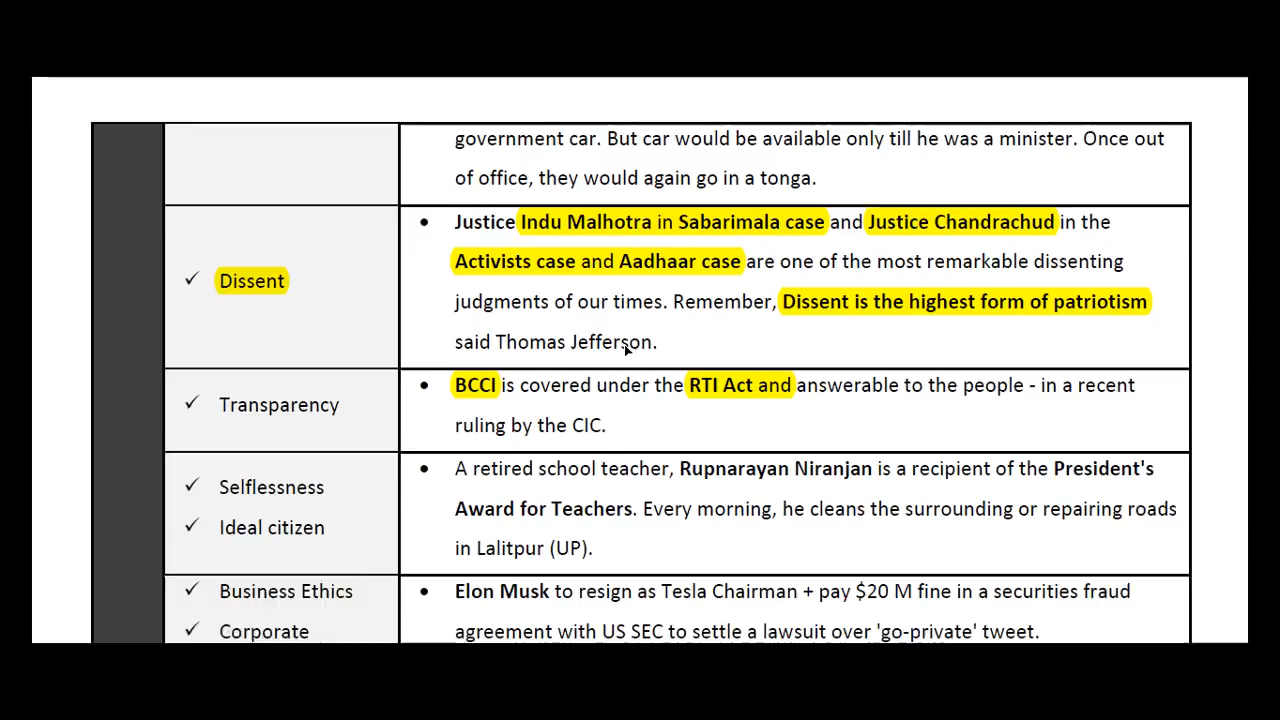 government car. But car would be available only till he was a minister. Once out
of office, they would again go in a tonga.
✓ Dissent
• Justice Indu Malhotra in Sabarimala case and Justice Chandrachud in the
Activists case and Aadhaar case are one of the most remarkable dissenting
judgments of our times. Remember, Dissent is the highest form of patriotism
said Thomas Jefferson.
✓ Transparency
• BCCI is covered under the RTI Act and answerable to the people - in a recent
ruling by the CIC.
✓ Selflessness
✓ Ideal citizen
• A retired school teacher, Rupnarayan Niranjan is a recipient of the President's
Award for Teachers. Every morning, he cleans the surrounding or repairing roads
in Lalitpur (UP).
✓ Business Ethics
✓ Corporate
• Elon Musk to resign as Tesla Chairman + pay $20 M fine in a securities fraud
agreement with US SEC to settle a lawsuit over 'go-private' tweet.